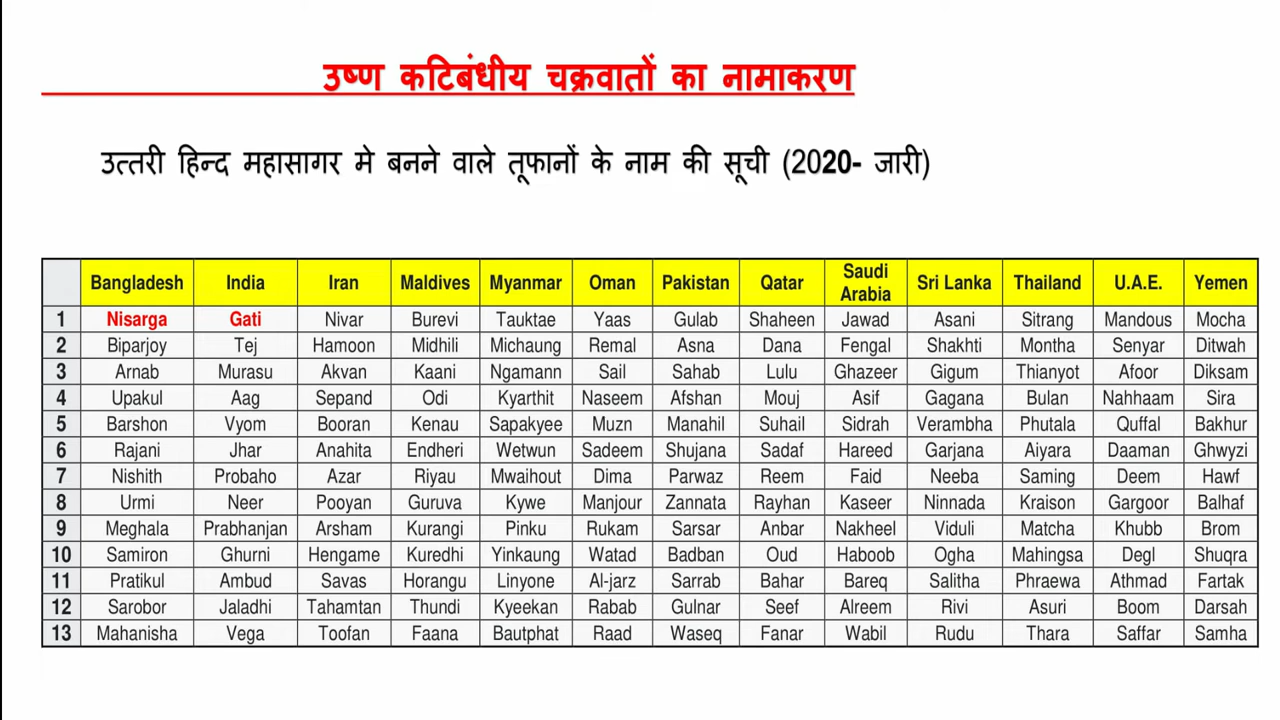 उष्ण कटिबंधीय चक्रवातों का नामाकरण
उत्तरी हिन्द महासागर मे बनने वाले तूफानों के नाम की सूची (2020- जारी)
Bangladesh India Iran Maldives Myanmar Oman Pakistan Qatar Saudi Arabia Sri Lanka Thailand U.A.E. Yemen
1 Nisarga Gati Nivar Burevi Tauktae Yaas Gulab Shaheen Jawad Asani Sitrang Mandous Mocha
2 Biparjoy Tej Hamoon Midhili Michaung Remal Asna Dana Fengal Shakhti Montha Senyar Ditwah
3 Arnab Murasu Akvan Kaani Ngamann Sail Sahab Lulu Ghazeer Gigum Thianyot Afoor Diksam
4 Upakul Aag Sepand Odi Kyarthit Naseem Afshan Mouj Asif Gagana Bulan Nahhaam Sira
5 Barshon Vyom Booran Kenau Sapakyee Muzn Manahil Suhail Sidrah Verambha Phutala Quffal Bakhur
6 Rajani Jhar Anahita Endheri Wetwun Sadeem Shujana Sadaf Hareed Garjana Aiyara Daaman Ghwyzi
7 Nishith Probaho Azar Riyau Mwaihout Dima Parwaz Reem Faid Neeba Saming Deem Hawf
8 Urmi Neer Pooyan Guruva Kywe Manjour Zannata Rayhan Kaseer Ninnada Kraison Gargoor Balhaf
9 Meghala Prabhanjan Arsham Kurangi Pinku Rukam Sarsar Anbar Nakheel Viduli Matcha Khubb Brom
10 Samiron Ghurni Hengame Kuredhi Yinkaung Watad Badban Oud Haboob Ogha Mahingsa Degl Shuqra
11 Pratikul Ambud Savas Horangu Linyone Al-jarz Sarrab Bahar Bareq Salitha Phraewa Athmad Fartak
12 Sarobor Jaladhi Tahamtan Thundi Kyeekan Rabab Gulnar Seef Alreem Rivi Asuri Boom Darsah
13 Mahanisha Vega Toofan Faana Bautphat Raad Waseq Fanar Wabil Rudu Thara Saffar Samha